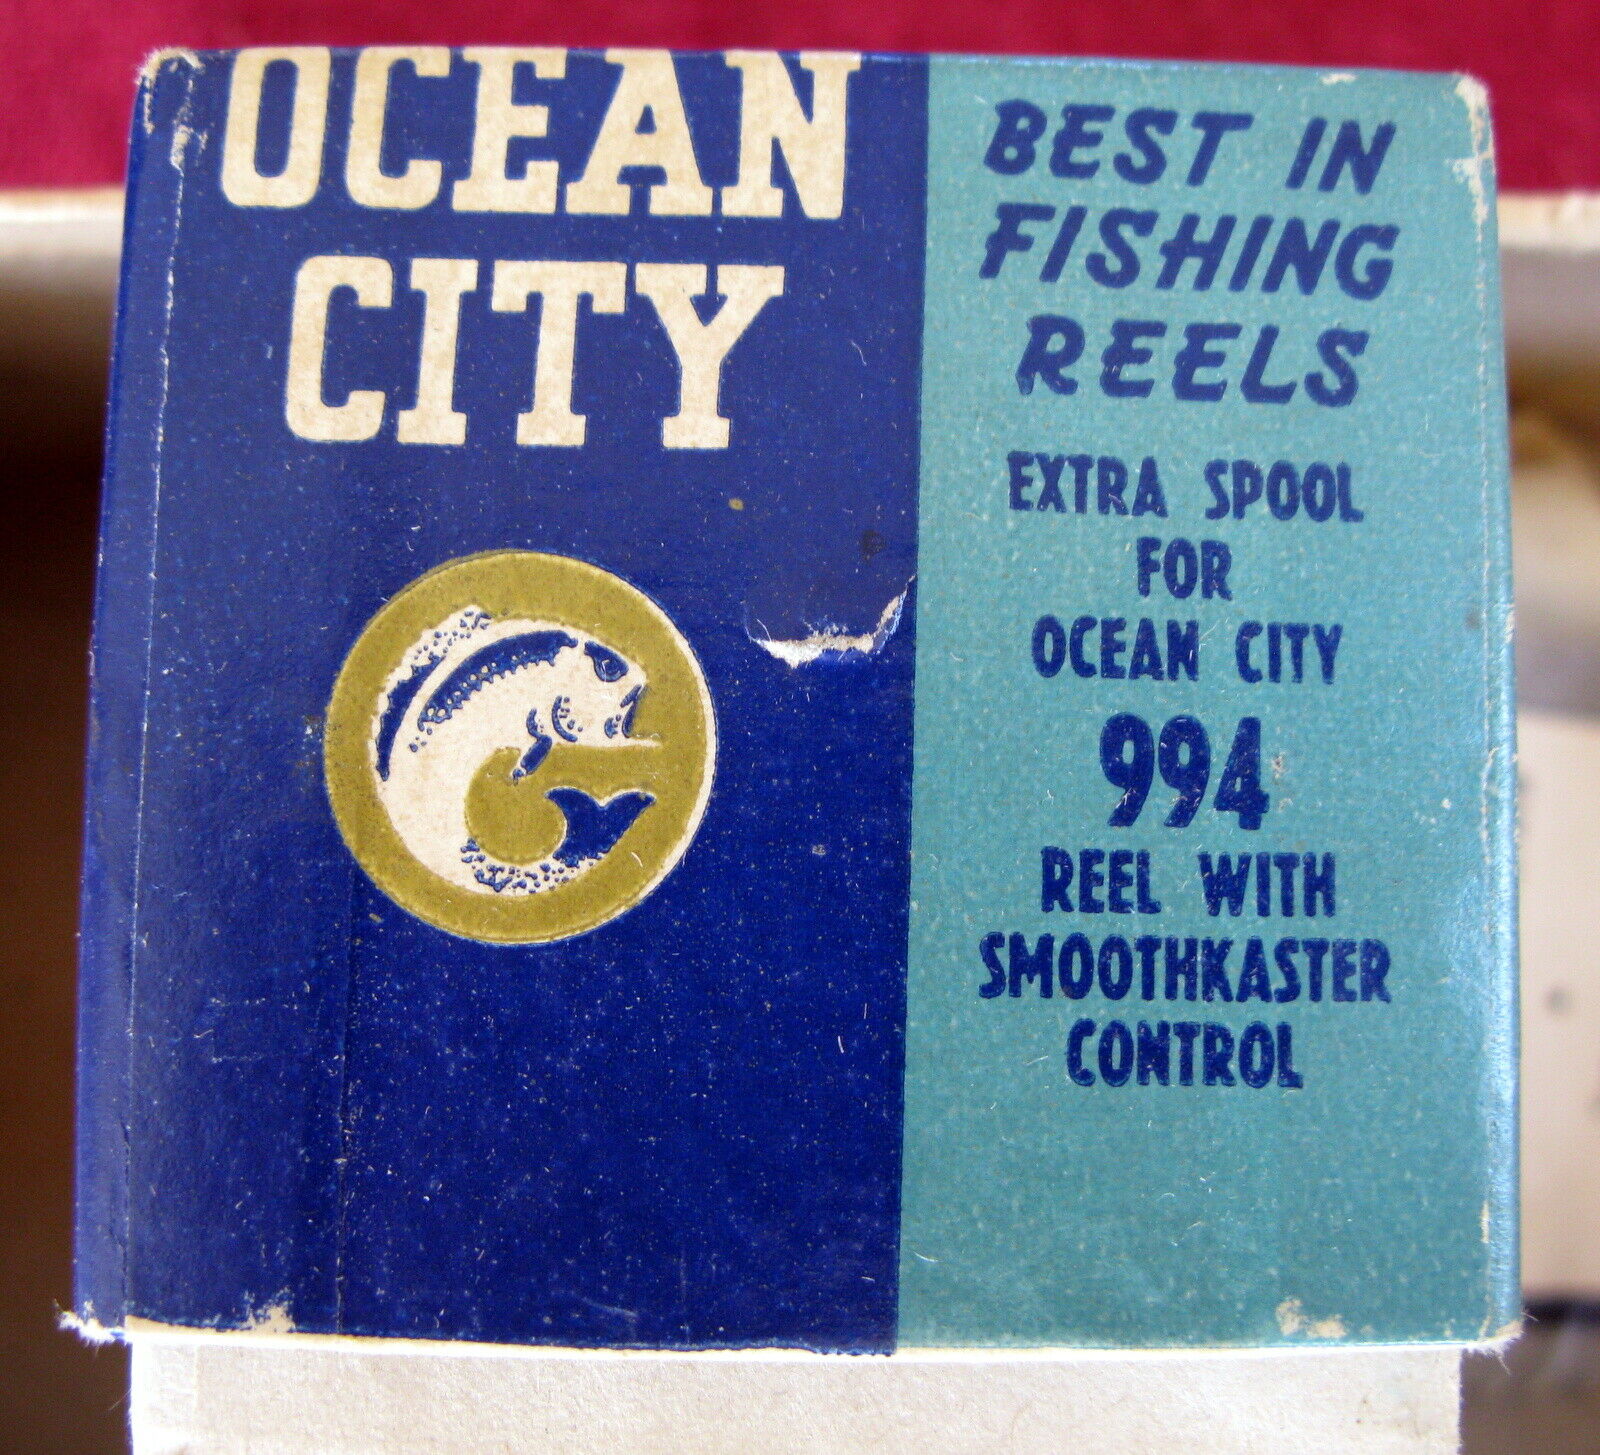 OCEAN
CITY
BEST IN
FISHING
REELS
EXTRA SPOOL
FOR
OCEAN CITY
994
REEL WITH
SMOOTHKASTER
CONTROL